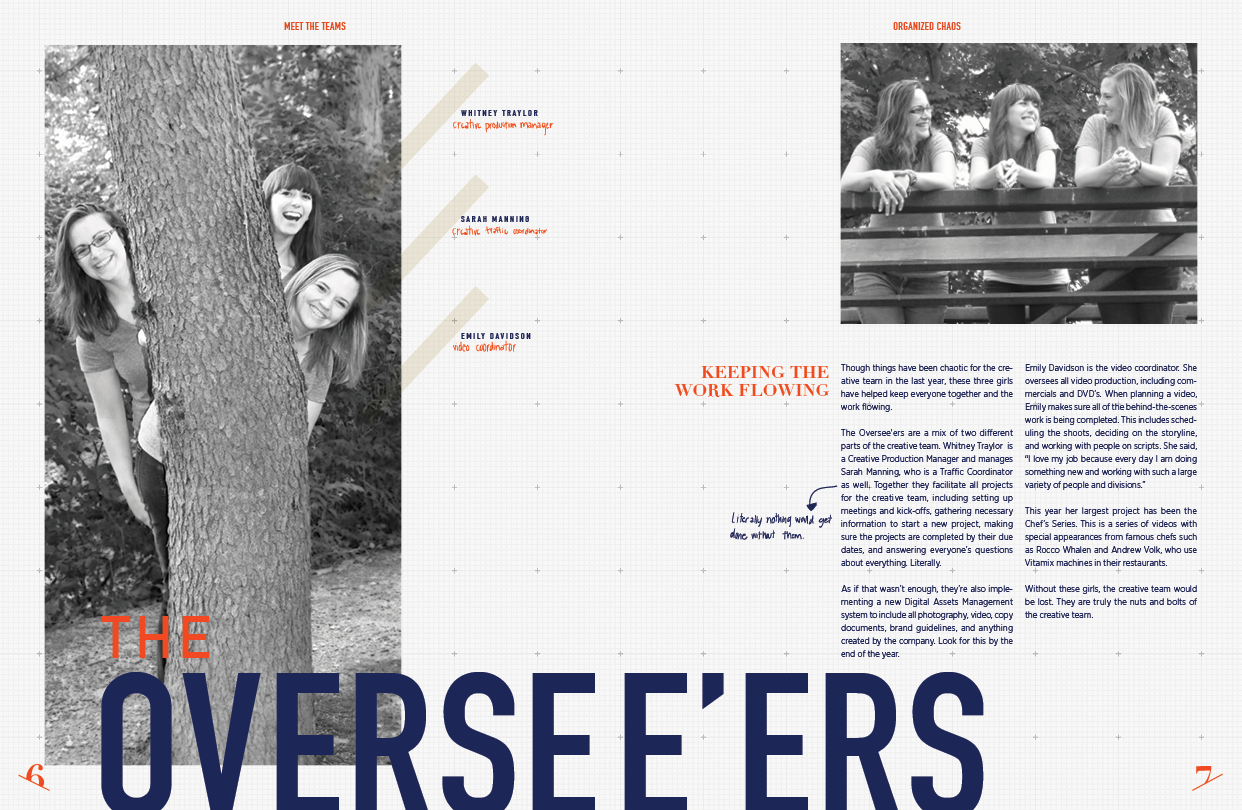 MEET THE TEAMS
WHITNEY TRAYLOR
creative production manager
SARAH MANNING
creative traffic coordinator
EMILY DAVIDSON
video coordinator
THE
OVERSEE'ERS
6
ORGANIZED CHAOS
KEEPING THE
WORK FLOWING
Though things have been chaotic for the cre-
ative team in the last year, these three girls
have helped keep everyone together and the
work flowing.
The Oversee'ers are a mix of two different
parts of the creative team. Whitney Traylor is
a Creative Production Manager and manages
Sarah Manning, who is a Traffic Coordinator
as well. Together they facilitate all projects
for the creative team, including setting up
meetings and kick-offs, gathering necessary
information to start a new project, making
sure the projects are completed by their due
dates, and answering everyone's questions
about everything. Literally.
Literally nothing would get
done without them.
As if that wasn't enough, they're also imple-
menting a new Digital Assets Management
system to include all photography, video, copy
documents, brand guidelines, and anything
created by the company. Look for this by the
end of the year.
Emily Davidson is the video coordinator. She
oversees all video production, including com-
mercials and DVD's. When planning a video,
Emily makes sure all of the behind-the-scenes
work is being completed. This includes sched-
uling the shoots, deciding on the storyline,
and working with people on scripts. She said,
"I love my job because every day I am doing
something new and working with such a large
variety of people and divisions."
This year her largest project has been the
Chef's Series. This is a series of videos with
special appearances from famous chefs such
as Rocco Whalen and Andrew Volk, who use
Vitamix machines in their restaurants.
Without these girls, the creative team would
be lost. They are truly the nuts and bolts of
the creative team.
7